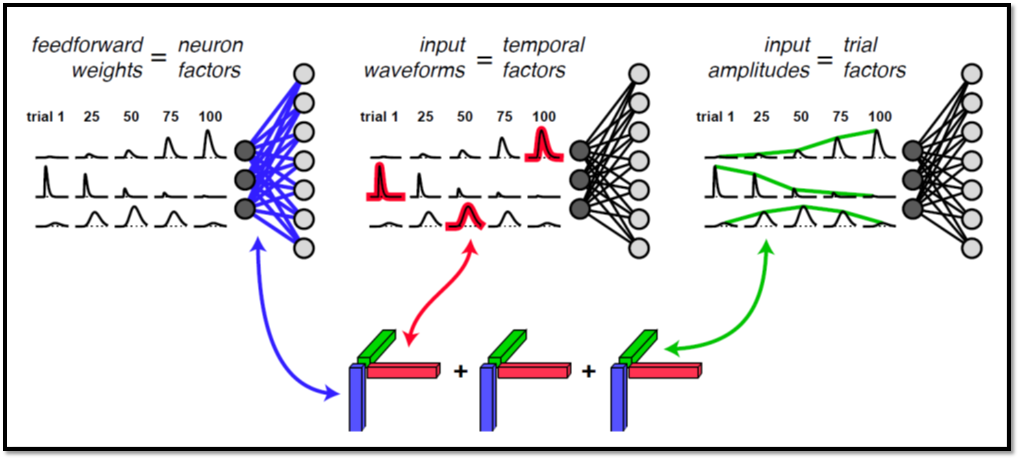 feedforward = neuron
weights factors
trial 1 25 50 75 100
input = temporal
waveforms factors
trial 1 25 50 75 100
input = trial
amplitudes factors
trial 1 25 50 75 100
+ +